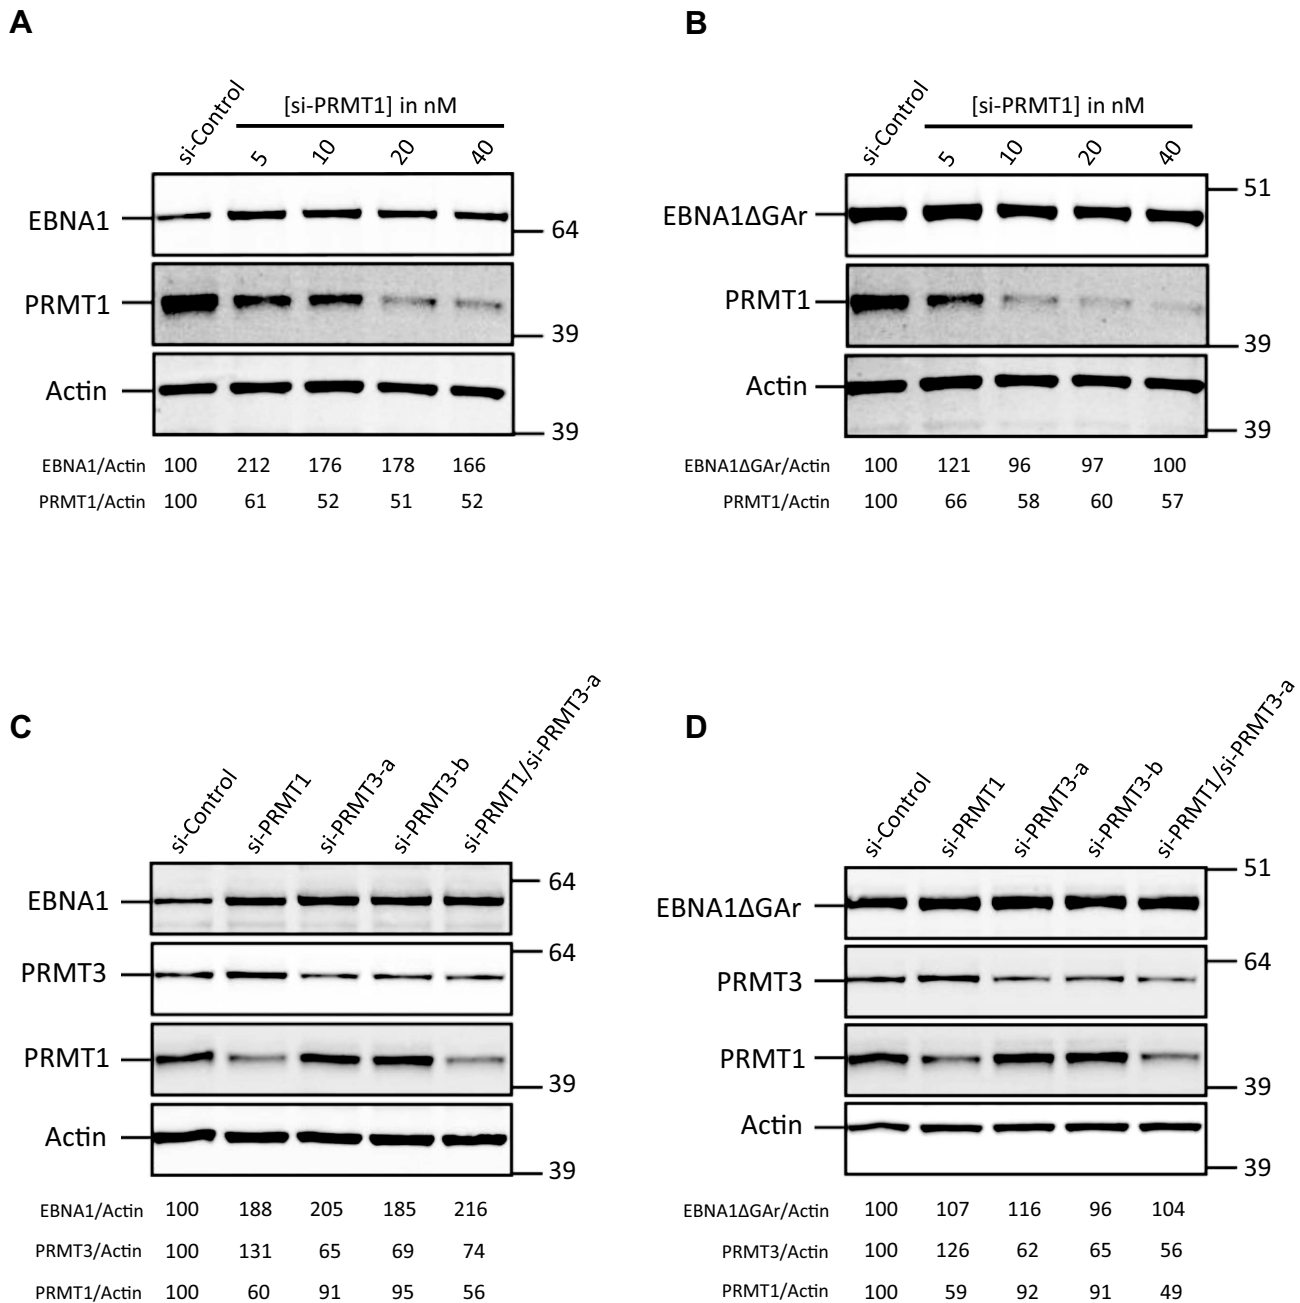 A
si-Control
[si-PRMT1] in nM
5 10 20 40
EBNA1
64
PRMT1
39
Actin
39
EBNA1/Actin 100 212 176 178 166
PRMT1/Actin 100 61 52 51 52
B
si-Control
[si-PRMT1] in nM
5 10 20 40
51
EBNA1ΔGAr
PRMT1
39
Actin
39
EBNA1ΔGAr/Actin 100 121 96 97 100
PRMT1/Actin 100 66 58 60 57
C
si-Control si-PRMT1 si-PRMT3-a si-PRMT3-b si-PRMT1/si-PRMT3-a
64
EBNA1
64
PRMT3
PRMT1
39
Actin
39
EBNA1/Actin 100 188 205 185 216
PRMT3/Actin 100 131 65 69 74
PRMT1/Actin 100 60 91 95 56
D
si-Control si-PRMT1 si-PRMT3-a si-PRMT3-b si-PRMT1/si-PRMT3-a
51
EBNA1ΔGAr
64
PRMT3
PRMT1
39
Actin
39
EBNA1ΔGAr/Actin 100 107 116 96 104
PRMT3/Actin 100 126 62 65 56
PRMT1/Actin 100 59 92 91 49